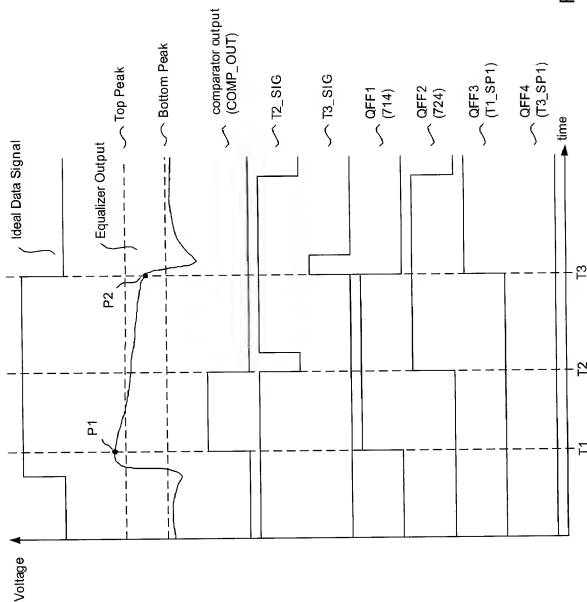 Voltage
Ideal Data Signal
Equalizer Output
Top Peak
Bottom Peak
P1
P2
comparator output
(COMP_OUT)
T2_SIG
T3_SIG
QFF1
(714)
QFF2
(724)
QFF3
(T1_SP1)
QFF4
(T3_SP1)
time
T1
T2
T3